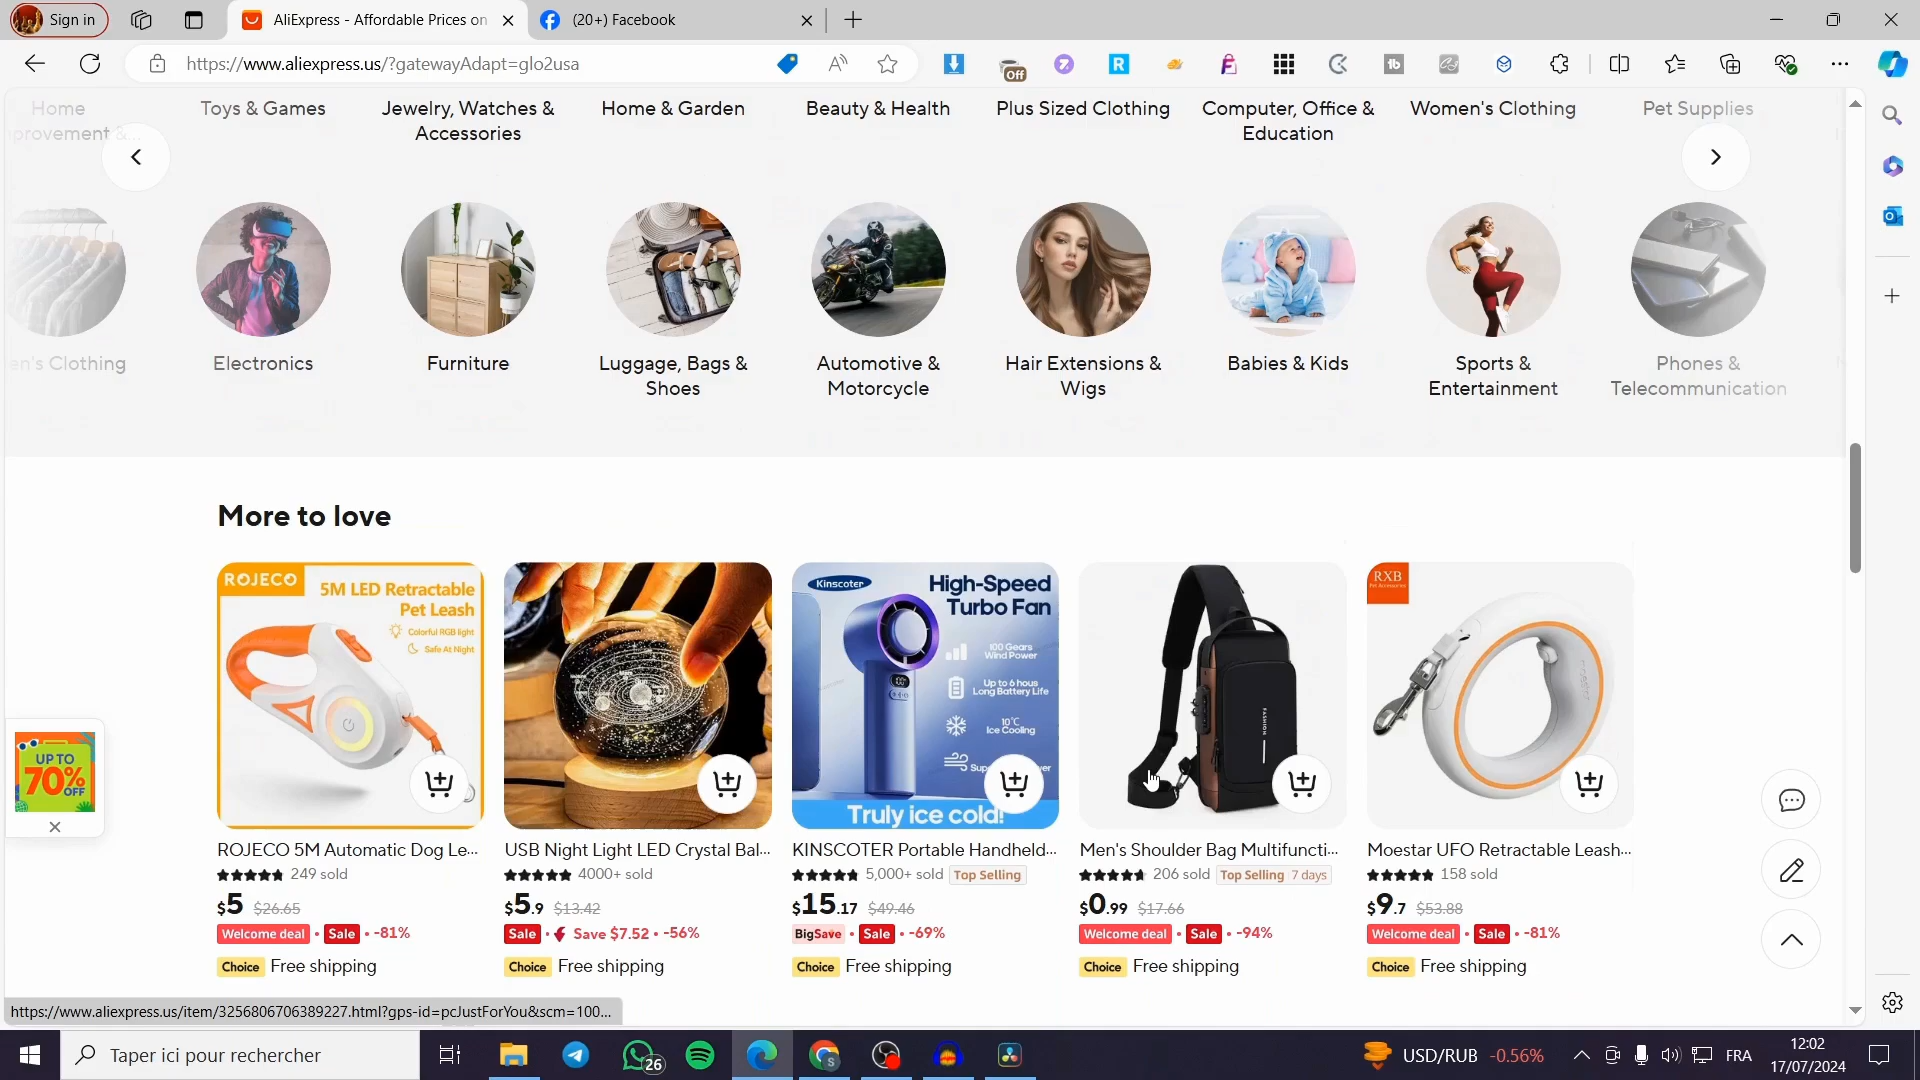 Sign in
AliExpress - Affordable Prices on
(20+) Facebook
https://www.aliexpress.us/?gatewayAdapt=glo2usa
Off
Home
Toys & Games
Jewelry, Watches &
Accessories
Home & Garden
Beauty & Health
Plus Sized Clothing
Computer, Office &
Education
Women's Clothing
Pet Supplies
en's Clothing
Electronics
Furniture
Luggage, Bags &
Shoes
Automotive &
Motorcycle
Hair Extensions &
Wigs
Babies & Kids
Sports &
Entertainment
Phones &
Telecommunication
More to love
ROJECO
5M LED Retractable
Pet Leash
Colorful RGB light
Safe At Night
Kinscoter
High-Speed
Turbo Fan
100 Gears
Wind Power
Up to 6 hours
Long Battery Life
10°C
Ice Cooling
Truly ice cold!
FASHION
RXB
UP TO
70%
OFF
ROJECO 5M Automatic Dog Le...
249 sold
$5 $26.65
Welcome deal • Sale • -81%
Choice Free shipping
USB Night Light LED Crystal Bal...
4000+ sold
$5.9 $13.42
Sale • Save $7.52 • -56%
Choice Free shipping
KINSCOTER Portable Handheld...
5,000+ sold Top Selling
$15.17 $49.46
BigSave • Sale • -69%
Choice Free shipping
Men's Shoulder Bag Multifuncti...
206 sold Top Selling 7 days
$0.99 $17.66
Welcome deal • Sale • -94%
Choice Free shipping
Moestar UFO Retractable Leash...
158 sold
$9.7 $53.88
Welcome deal • Sale • -81%
Choice Free shipping
https://www.aliexpress.us/item/3256806706389227.html?gps-id=pcJustForYou&scm=100...
Taper ici pour rechercher
26
USD/RUB -0.56%
FRA
12:02
17/07/2024